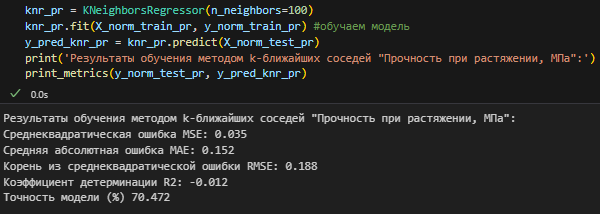 knr_pr = KNeighborsRegressor(n_neighbors=100)
knr_pr.fit(X_norm_train_pr, y_norm_train_pr) #обучаем модель
y_pred_knr_pr = knr_pr.predict(X_norm_test_pr)
print('Результаты обучения методом k-ближайших соседей "Прочность при растяжении, МПа":')
print_metrics(y_norm_test_pr, y_pred_knr_pr)
0.0s
Результаты обучения методом k-ближайших соседей "Прочность при растяжении, МПа":
Среднеквадратическая ошибка MSE: 0.035
Средняя абсолютная ошибка MAE: 0.152
Корень из среднеквадратической ошибки RMSE: 0.188
Коэффициент детерминации R2: -0.012
Точность модели (%) 70.472